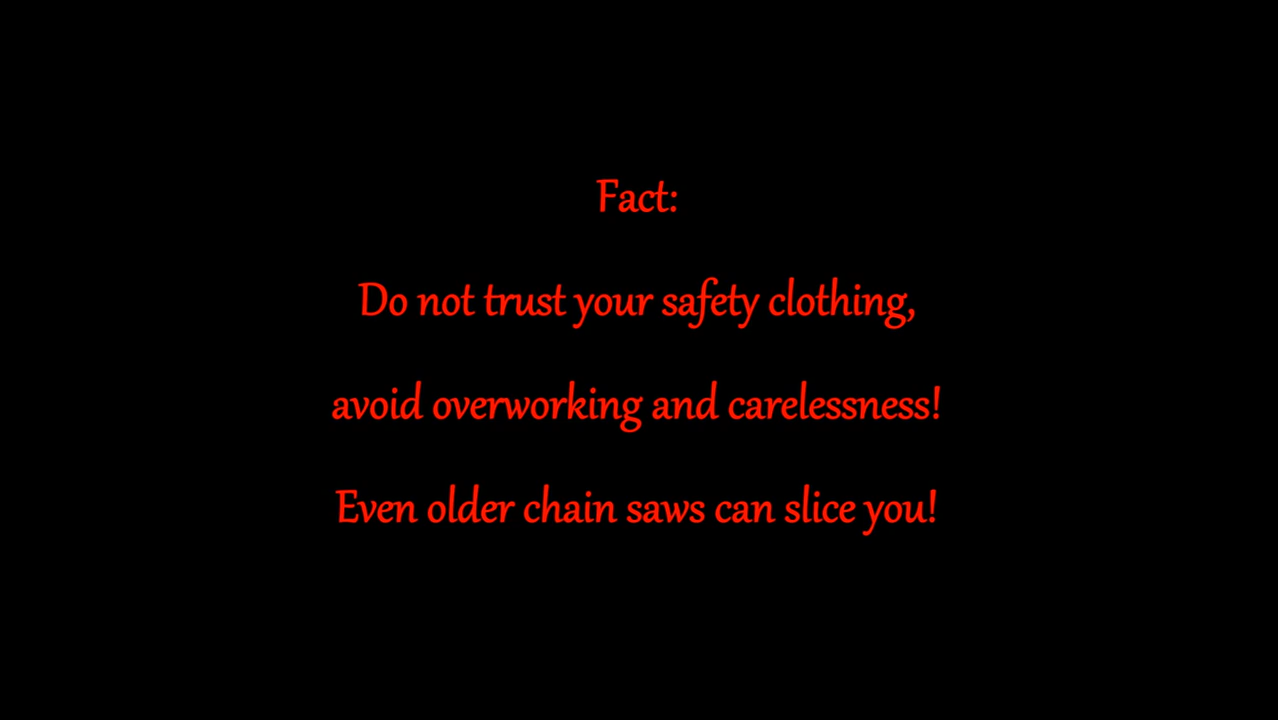 Fact:
Do not trust your safety clothing,
avoid overworking and carelessness!
Even older chain saws can slice you!